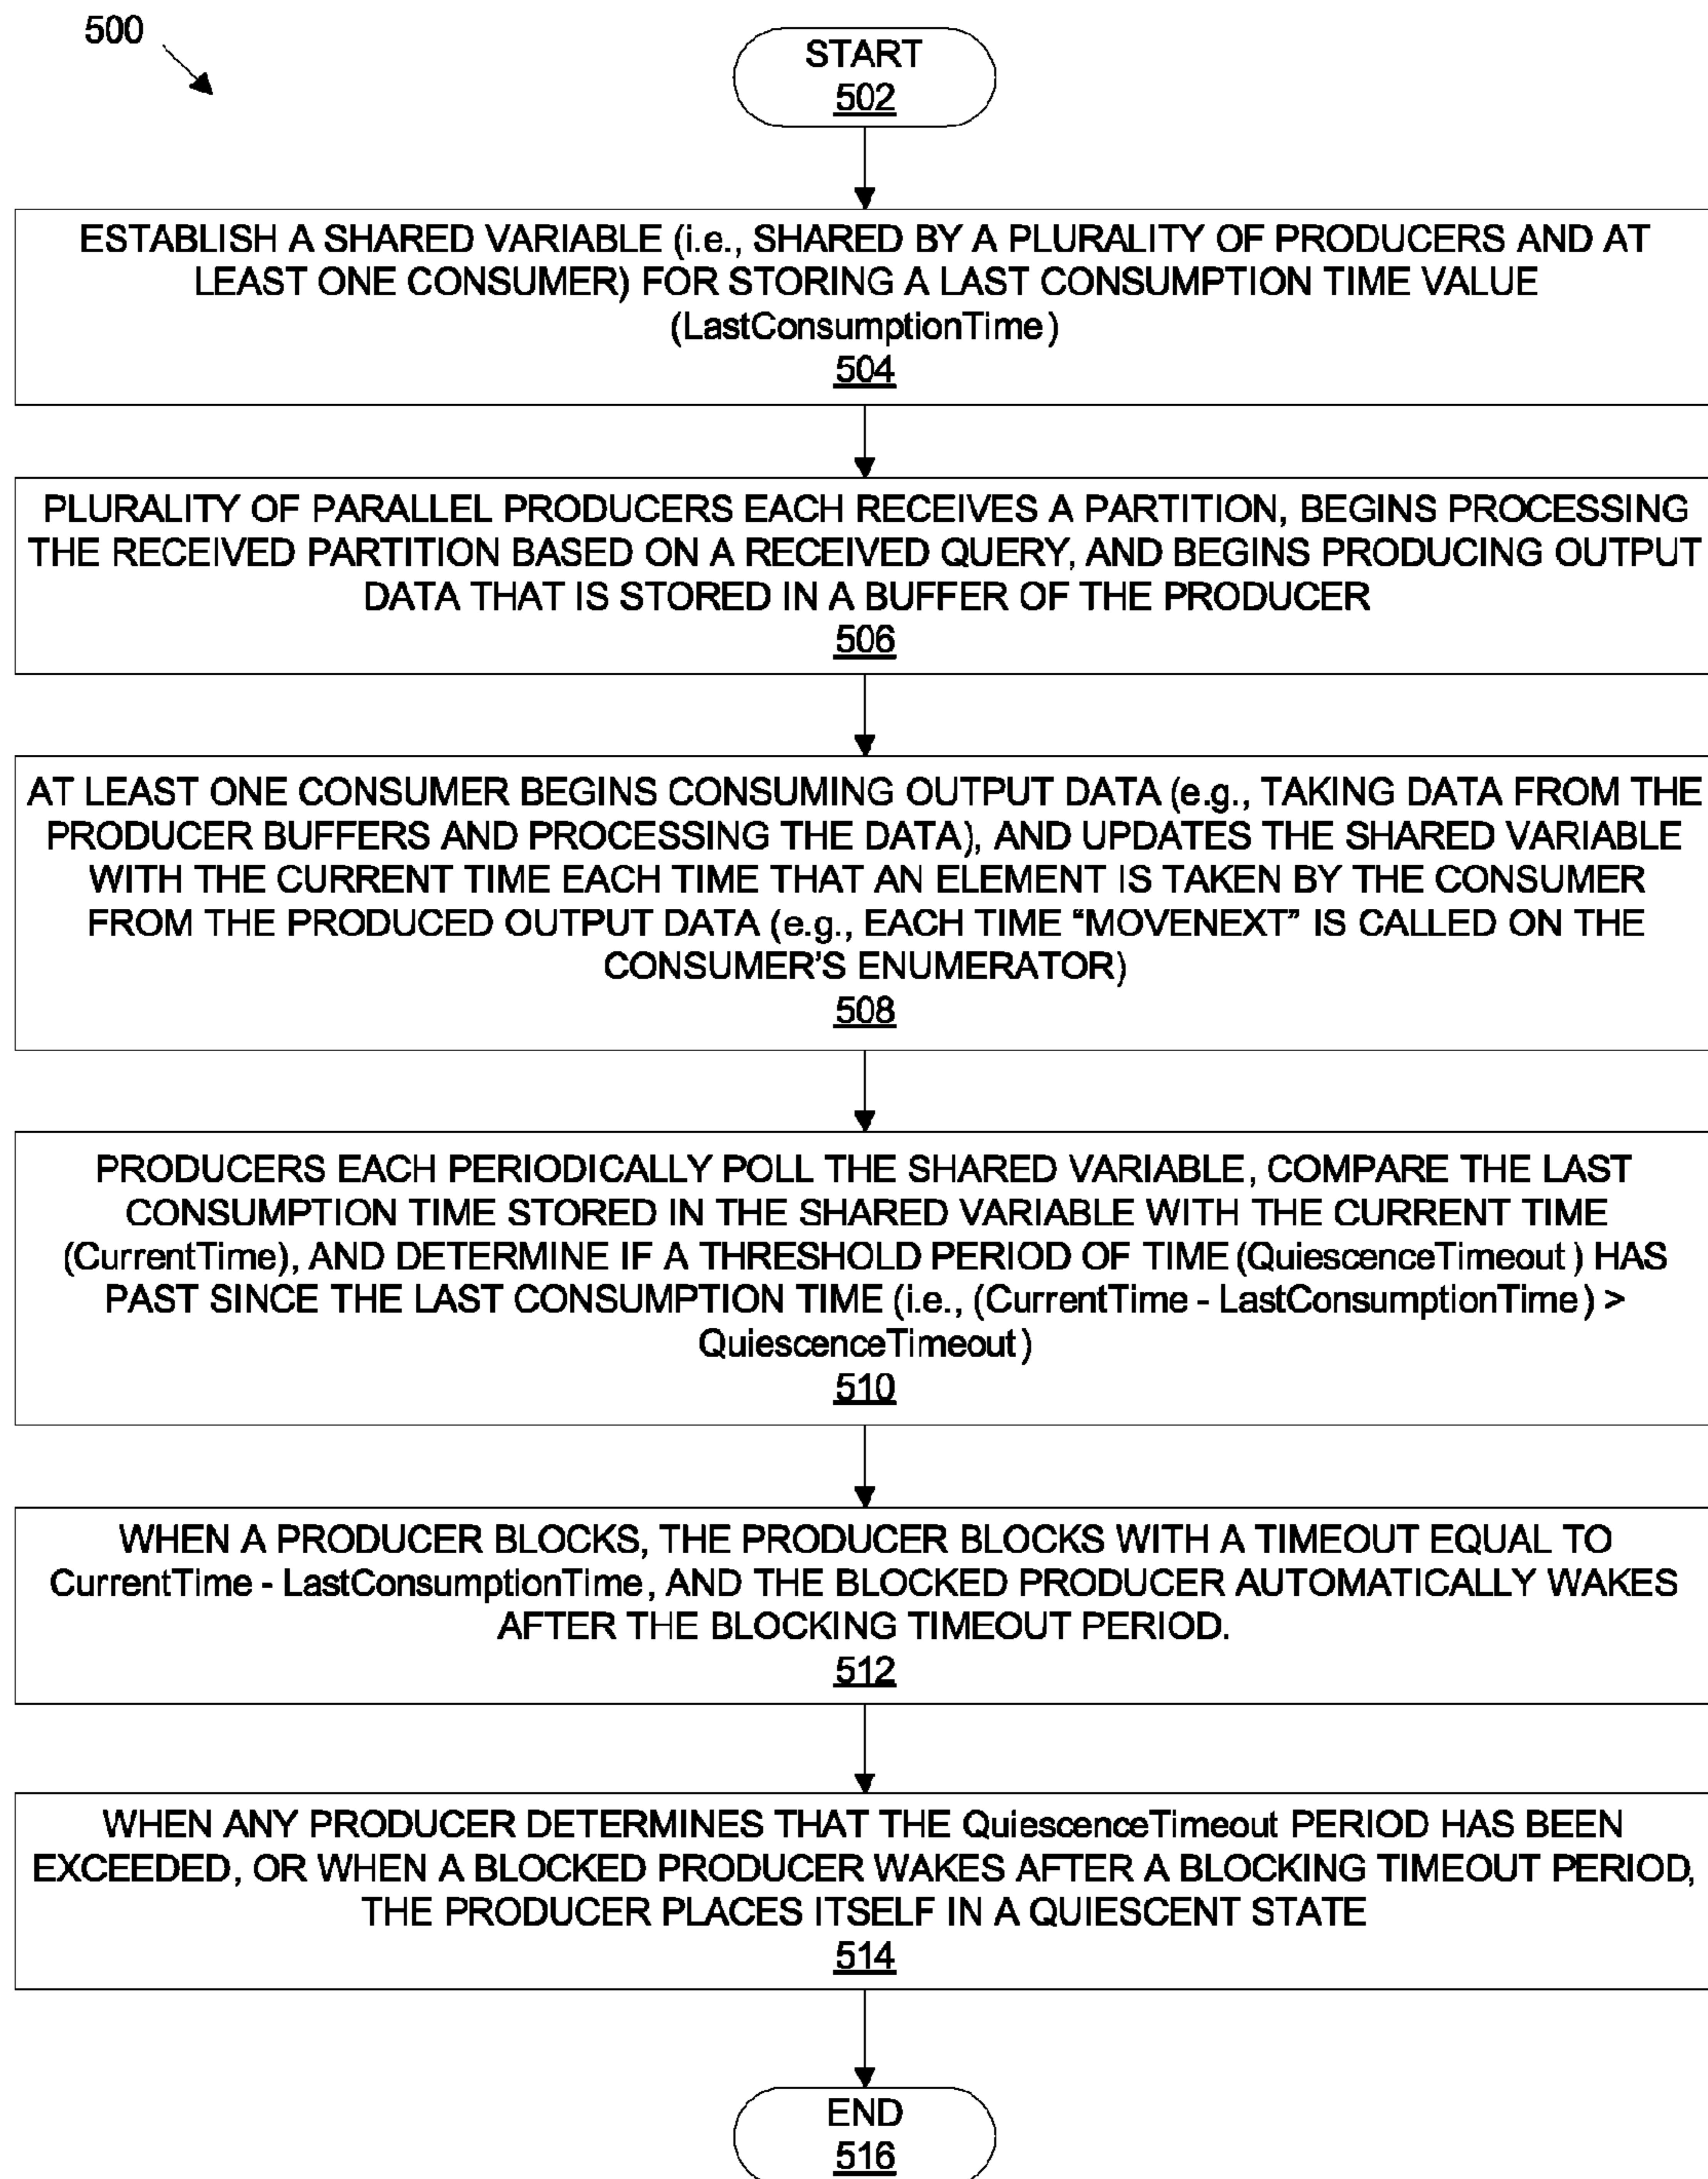 500
START
502
ESTABLISH A SHARED VARIABLE (i.e., SHARED BY A PLURALITY OF PRODUCERS AND AT
LEAST ONE CONSUMER) FOR STORING A LAST CONSUMPTION TIME VALUE
(LastConsumptionTime)
504
PLURALITY OF PARALLEL PRODUCERS EACH RECEIVES A PARTITION, BEGINS PROCESSING
THE RECEIVED PARTITION BASED ON A RECEIVED QUERY, AND BEGINS PRODUCING OUTPUT
DATA THAT IS STORED IN A BUFFER OF THE PRODUCER
506
AT LEAST ONE CONSUMER BEGINS CONSUMING OUTPUT DATA (e.g., TAKING DATA FROM THE
PRODUCER BUFFERS AND PROCESSING THE DATA), AND UPDATES THE SHARED VARIABLE
WITH THE CURRENT TIME EACH TIME THAT AN ELEMENT IS TAKEN BY THE CONSUMER
FROM THE PRODUCED OUTPUT DATA (e.g., EACH TIME “MOVENEXT” IS CALLED ON THE
CONSUMER'S ENUMERATOR)
508
PRODUCERS EACH PERIODICALLY POLL THE SHARED VARIABLE, COMPARE THE LAST
CONSUMPTION TIME STORED IN THE SHARED VARIABLE WITH THE CURRENT TIME
(CurrentTime), AND DETERMINE IF A THRESHOLD PERIOD OF TIME (QuiescenceTimeout) HAS
PAST SINCE THE LAST CONSUMPTION TIME (i.e., (CurrentTime - LastConsumptionTime) >
QuiescenceTimeout)
510
WHEN A PRODUCER BLOCKS, THE PRODUCER BLOCKS WITH A TIMEOUT EQUAL TO
CurrentTime - LastConsumptionTime, AND THE BLOCKED PRODUCER AUTOMATICALLY WAKES
AFTER THE BLOCKING TIMEOUT PERIOD.
512
WHEN ANY PRODUCER DETERMINES THAT THE QuiescenceTimeout PERIOD HAS BEEN
EXCEEDED, OR WHEN A BLOCKED PRODUCER WAKES AFTER A BLOCKING TIMEOUT PERIOD,
THE PRODUCER PLACES ITSELF IN A QUIESCENT STATE
514
END
516